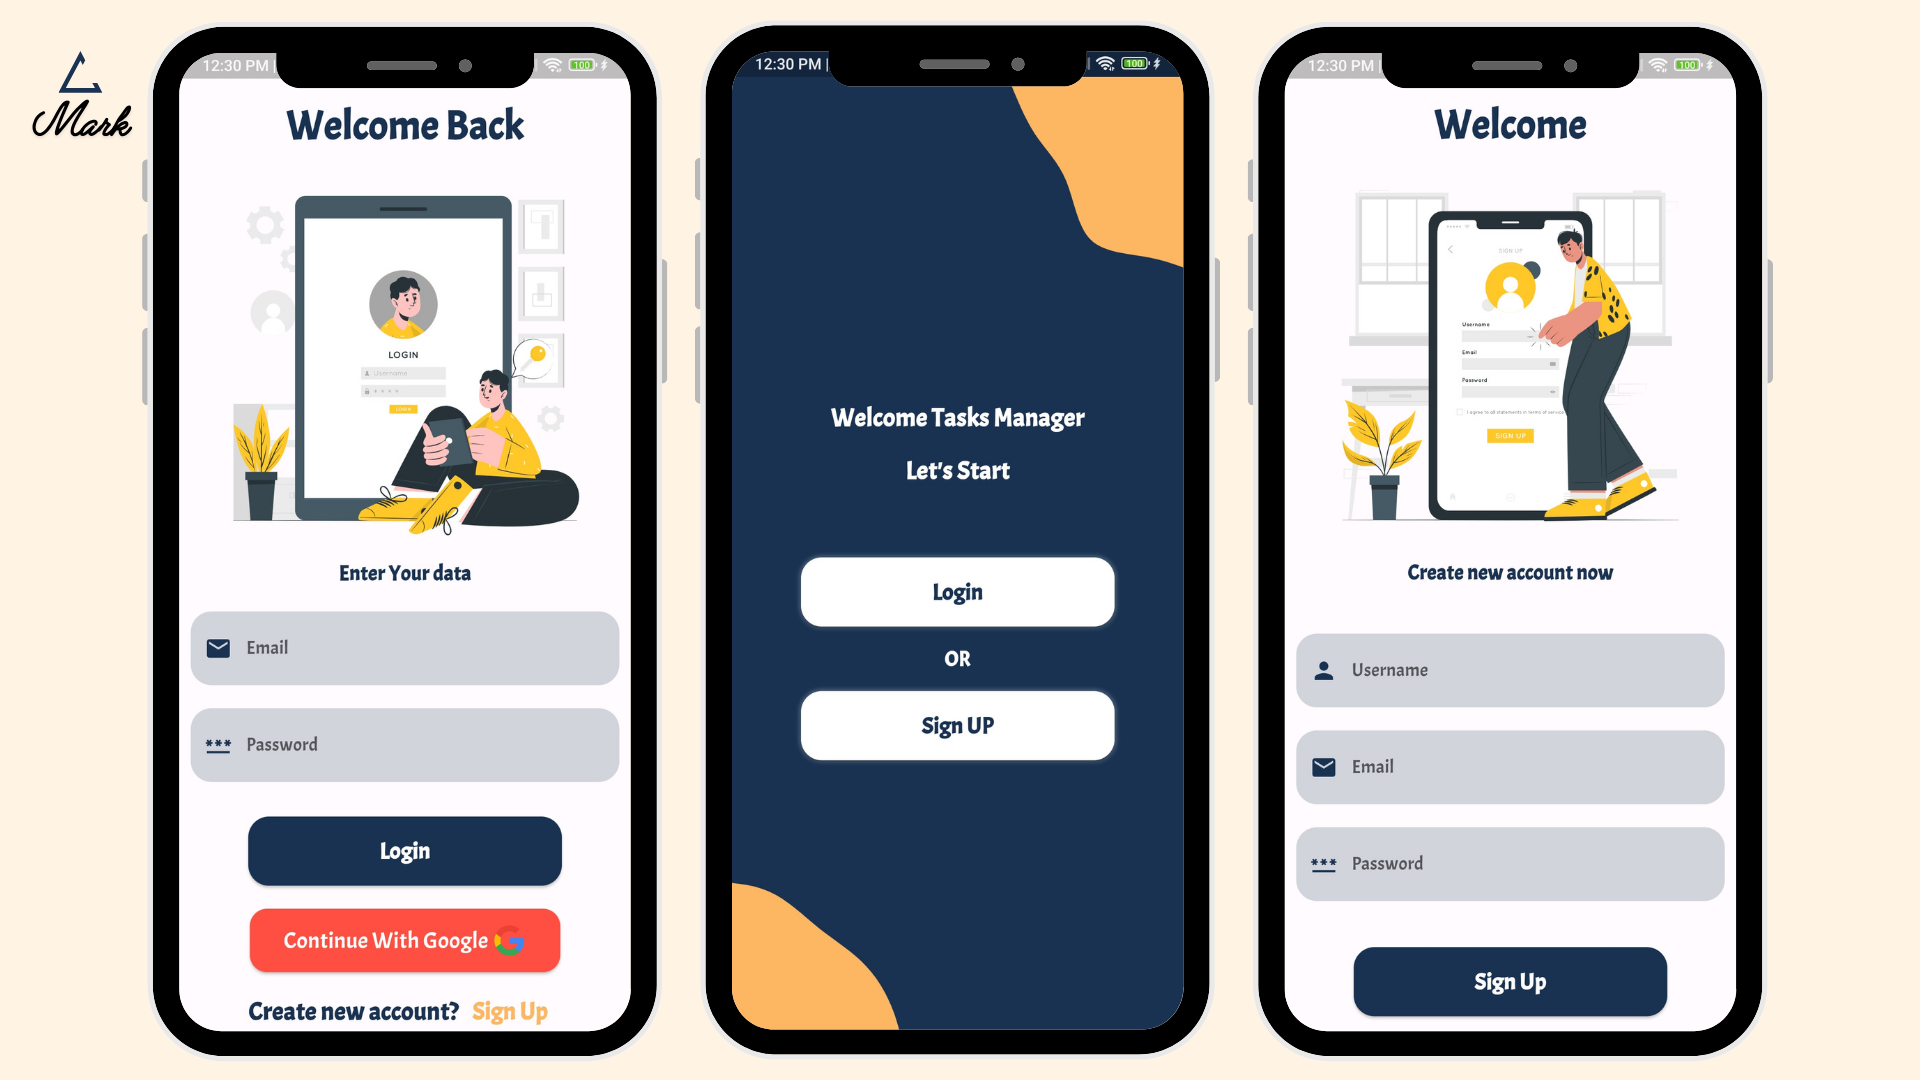 Mark
12:30 PM
100
Welcome Back
LOGIN
Username
LOGIN
Enter Your data
Email
***
Password
Login
Continue With Google
Create new account? Sign Up
12:30 PM
100
Welcome Tasks Manager
Let's Start
Login
OR
Sign UP
12:30 PM
100
Welcome
SIGN UP
Username
Email
Password
I agree to all statements in terms of service
SIGN UP
Create new account now
Username
Email
***
Password
Sign Up